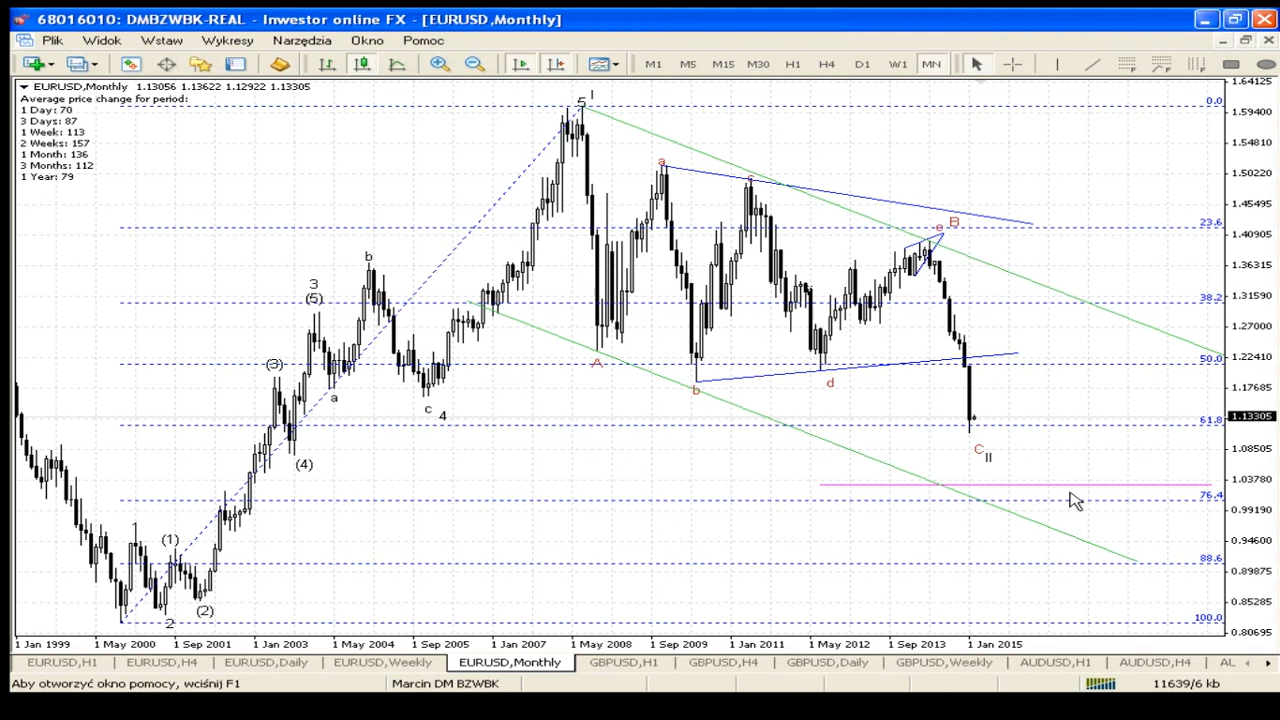 68016010: DMBZWBK-REAL - Inwestor online FX - [EURUSD,Monthly]
Plik Widok Wstaw Wykresy Narzędzia Okno Pomoc
M1 M5 M15 M30 H1 H4 D1 W1 MN
EURUSD,Monthly 1.13056 1.13622 1.12922 1.13305
Average price change for period:
1 Day: 70
3 Days: 87
1 Week: 113
2 Weeks: 157
1 Month: 136
3 Months: 112
1 Year: 79
1.64125
0.0
5 I
1.59400
1.54810
a
c
1.50220
1.45495
23.6
e B
1.40905
b
1.36315
3
(5)
38.2
1.31590
1.27000
(3)
A
50.0
1.22410
d
b
1.17685
a
c 4
61.8
1.13305
(4)
C II
1.08505
1.03780
76.4
0.99190
1
(1)
0.94600
88.6
0.89875
(2)
2
0.85285
100.0
0.80695
1 Jan 1999 1 May 2000 1 Sep 2001 1 Jan 2003 1 May 2004 1 Sep 2005 1 Jan 2007 1 May 2008 1 Sep 2009 1 Jan 2011 1 May 2012 1 Sep 2013 1 Jan 2015
EURUSD,H1 EURUSD,H4 EURUSD,Daily EURUSD,Weekly EURUSD,Monthly GBPUSD,H1 GBPUSD,H4 GBPUSD,Daily GBPUSD,Weekly AUDUSD,H1 AUDUSD,H4 AL
Aby otworzyć okno pomocy, wciśnij F1 Marcin DM BZWBK 11639/6 kb